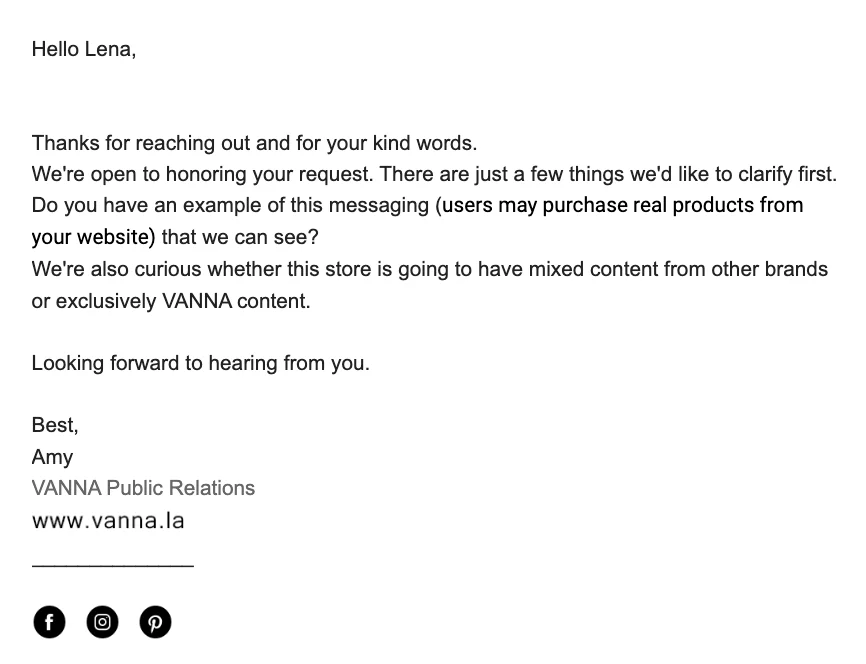 Hello Lena,
Thanks for reaching out and for your kind words.
We're open to honoring your request. There are just a few things we'd like to clarify first.
Do you have an example of this messaging (users may purchase real products from
your website) that we can see?
We're also curious whether this store is going to have mixed content from other brands
or exclusively VANNA content.
Looking forward to hearing from you.
Best,
Amy
VANNA Public Relations
www.vanna.la